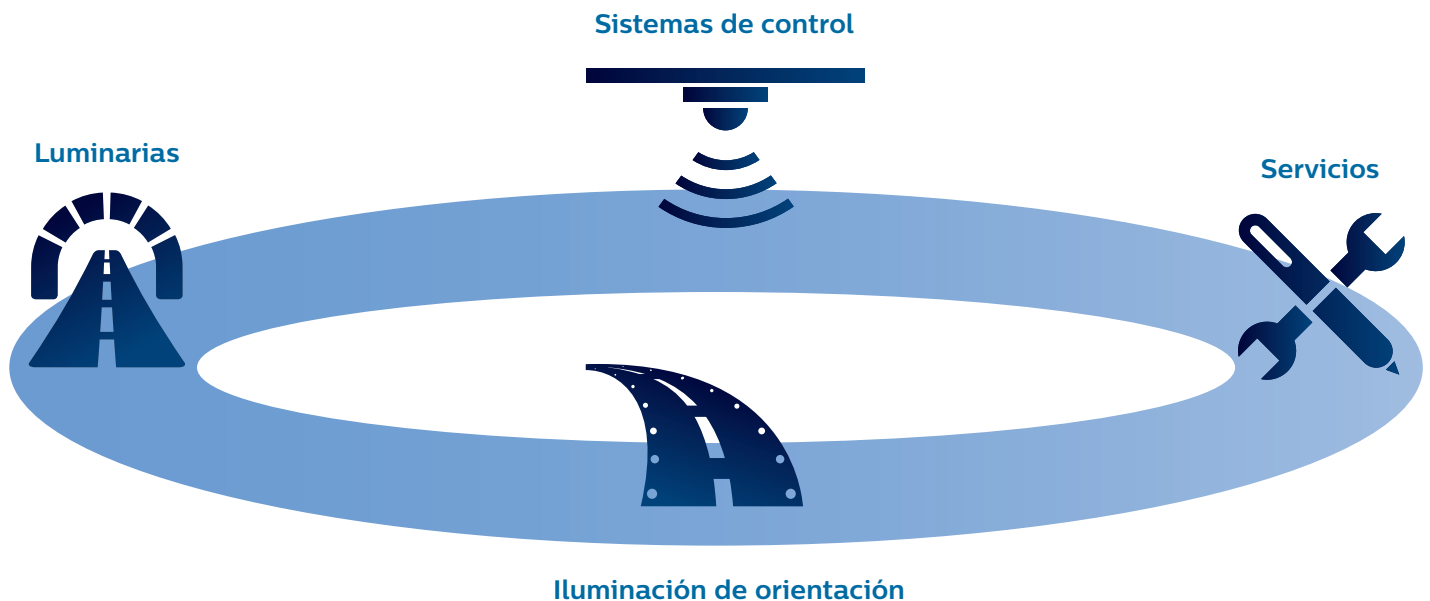 Sistemas de control
Luminarias
Servicios
Iluminación de orientación